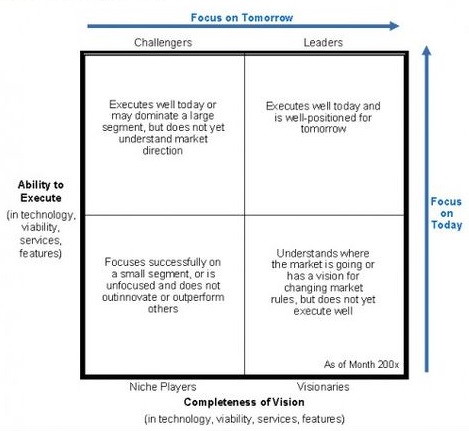 Focus on Tomorrow
Challengers
Leaders
Executes well today or
may dominate a large
segment, but does not yet
understand market
direction
Executes well today and
is well-positioned for
tomorrow
Ability to
Execute
(in technology,
viability,
services,
features)
Focus
on
Today
Focuses successfully on
a small segment, or is
unfocused and does not
outinnovate or outperform
others
Understands where
the market is going or
has a vision for
changing market
rules, but does not yet
execute well
As of Month 200x
Niche Players
Visionaries
Completeness of Vision
(in technology, viability, services, features)